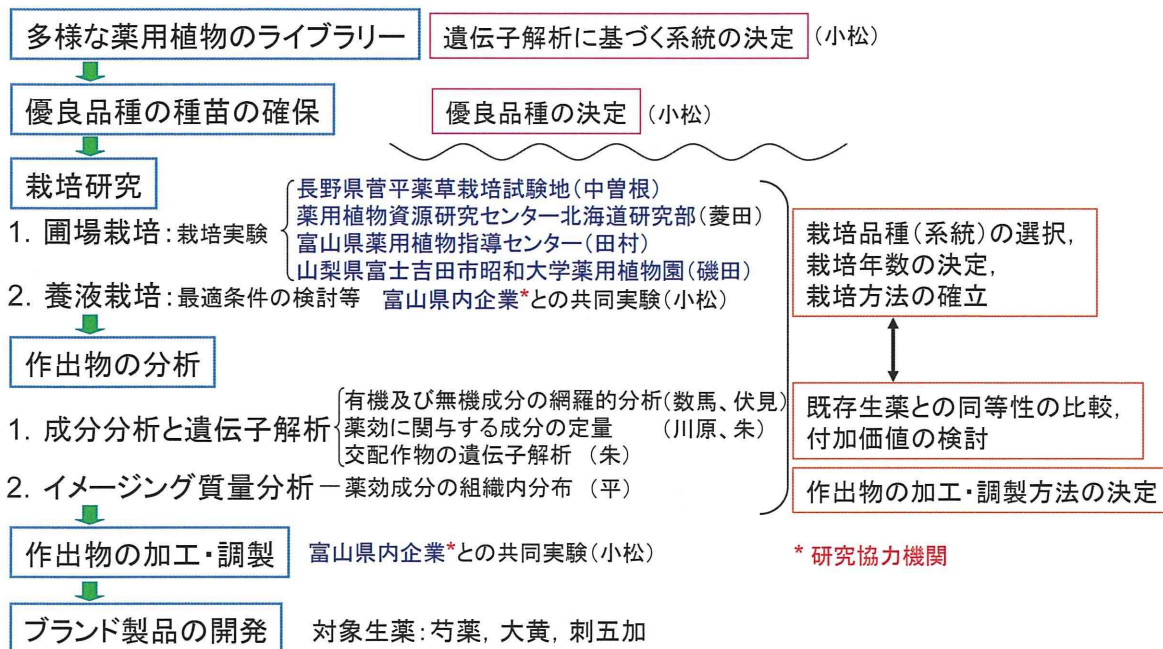 多様な薬用植物のライブラリー 遺伝子解析に基づく系統の決定 (小松)
優良品種の種苗の確保 優良品種の決定 (小松)
栽培研究
長野県菅平薬草栽培試験地(中曽根)
1. 圃場栽培:栽培実験 薬用植物資源研究センター北海道研究部(菱田)
富山県薬用植物指導センター(田村)
山梨県富士吉田市昭和大学薬用植物園(磯田)
2. 養液栽培:最適条件の検討等 富山県内企業*との共同実験(小松)
栽培品種(系統)の選択,
栽培年数の決定,
栽培方法の確立
作出物の分析
1. 成分分析と遺伝子解析
有機及び無機成分の網羅的分析(数馬、伏見)
薬効に関与する成分の定量 (川原、朱)
交配作物の遺伝子解析 (朱)
2. イメージング質量分析-薬効成分の組織内分布 (平)
既存生薬との同等性の比較,
付加価値の検討
作出物の加工・調製方法の決定
作出物の加工・調製 富山県内企業*との共同実験(小松)
* 研究協力機関
ブランド製品の開発 対象生薬:芍薬, 大黄, 刺五加